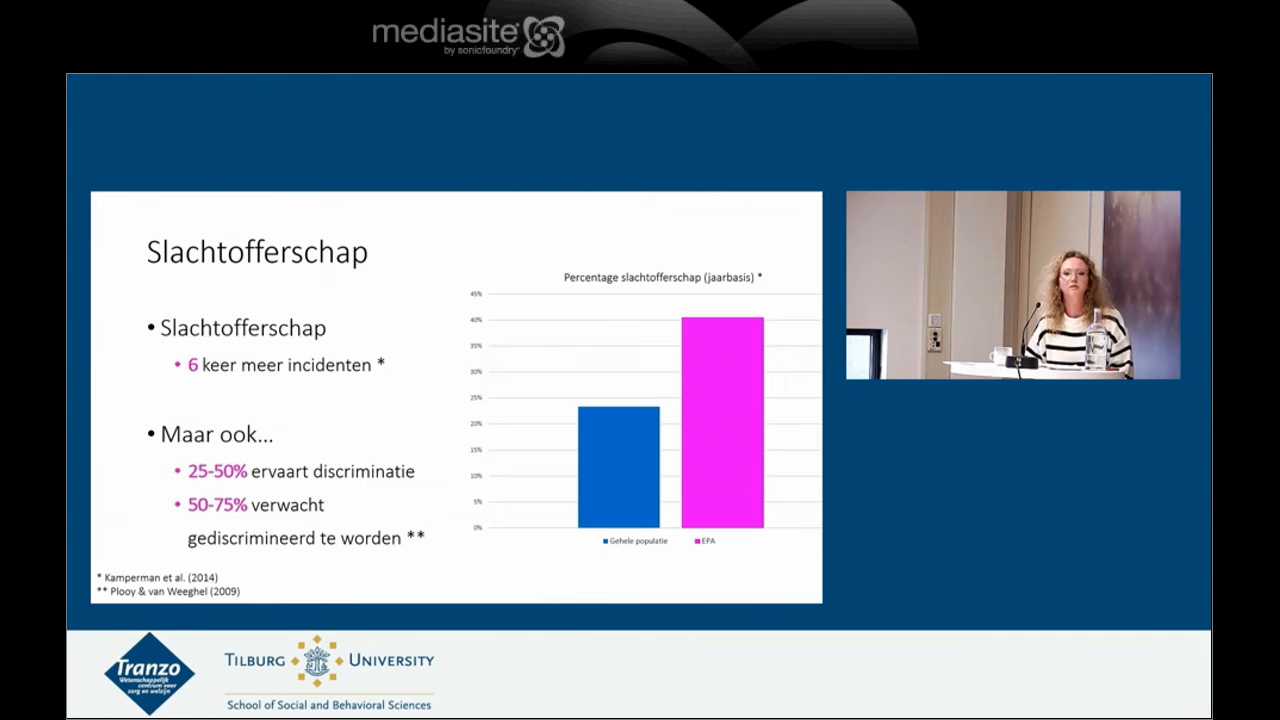 mediasite
by sonicfoundry
Slachtofferschap
• Slachtofferschap
• 6 keer meer incidenten *
• Maar ook...
• 25-50% ervaart discriminatie
• 50-75% verwacht
gediscrimineerd te worden **
* Kamperman et al. (2014)
** Plooy & van Weeghel (2009)
Percentage slachtofferschap (jaarbasis) *
45%
40%
35%
30%
25%
20%
15%
10%
5%
0%
Gehele populatie
EPA
Tranzo
Wetenschappelijk
centrum voor
zorg en welzijn
TILBURG UNIVERSITY
School of Social and Behavioral Sciences